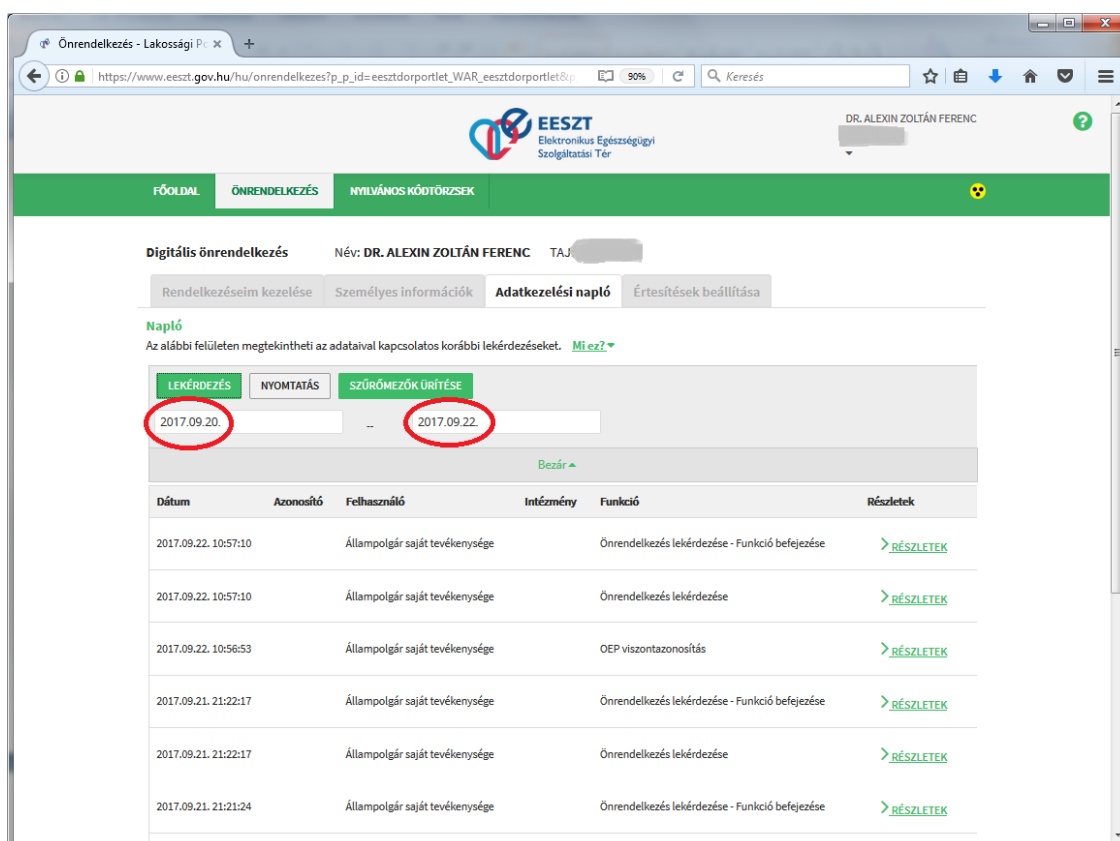 Önrendelkezés - Lakossági Po
https://www.eeszt.gov.hu/hu/onrendelkezes?p_p_id=eesztdorportlet_WAR_eesztdorportlet&p 90% Keresés
EESZT
Elektronikus Egészségügyi
Szolgáltatási Tér
DR. ALEXIN ZOLTÁN FERENC
FŐOLDAL ÖNRENDELKEZÉS NYILVÁNOS KÓDTÖRZSEK
Digitális önrendelkezés Név: DR. ALEXIN ZOLTÁN FERENC TAJ
Rendelkezéseim kezelése Személyes információk Adatkezelési napló Értesítések beállítása
Napló
Az alábbi felületen megtekintheti az adataival kapcsolatos korábbi lekérdezéseket. Mi ez?
LEKÉRDEZÉS NYOMTATÁS SZŰRŐMEZŐK ÜRÍTÉSE
2017.09.20. – 2017.09.22.
Bezár
Dátum Azonosító Felhasználó Intézmény Funkció Részletek
2017.09.22. 10:57:10 Állampolgár saját tevékenysége Önrendelkezés lekérdezése - Funkció befejezése RÉSZLETEK
2017.09.22. 10:57:10 Állampolgár saját tevékenysége Önrendelkezés lekérdezése RÉSZLETEK
2017.09.22. 10:56:53 Állampolgár saját tevékenysége OEP viszontazonosítás RÉSZLETEK
2017.09.21. 21:22:17 Állampolgár saját tevékenysége Önrendelkezés lekérdezése - Funkció befejezése RÉSZLETEK
2017.09.21. 21:22:17 Állampolgár saját tevékenysége Önrendelkezés lekérdezése RÉSZLETEK
2017.09.21. 21:21:24 Állampolgár saját tevékenysége Önrendelkezés lekérdezése - Funkció befejezése RÉSZLETEK